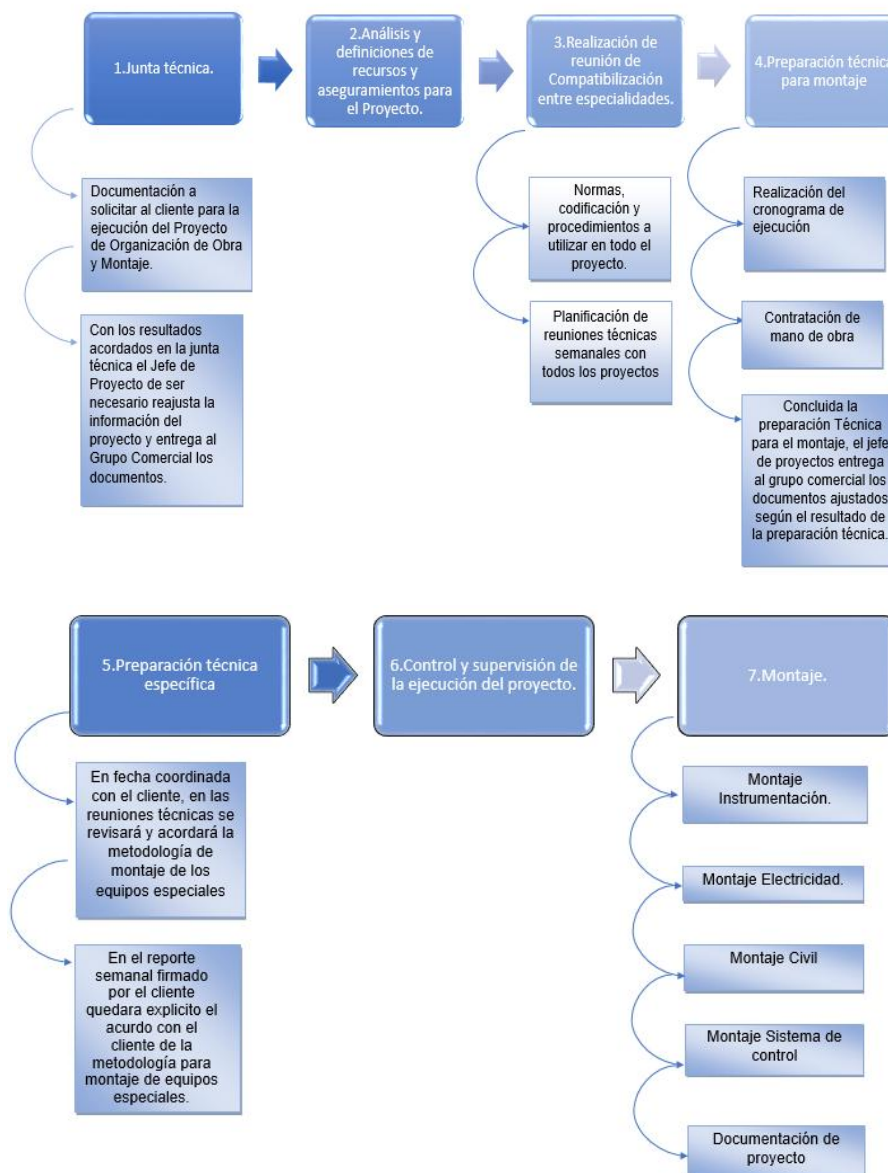 1.Junta técnica.
2.Análisis y
definiciones de
recursos y
aseguramientos para
el Proyecto.
3.Realización de
reunión de
Compatibilización
entre especialidades.
4.Preparación técnica
para montaje
Documentación a
solicitar al cliente para la
ejecución del Proyecto
de Organización de Obra
y Montaje.
Con los resultados
acordados en la junta
técnica el Jefe de
Proyecto de ser
necesario reajusta la
información del
proyecto y entrega al
Grupo Comercial los
documentos.
Normas,
codificación y
procedimientos a
utilizar en todo el
proyecto.
Planificación de
reuniones técnicas
semanales con
todos los proyectos
Realización del
cronograma de
ejecución
Contratación de
mano de obra
Concluida la
preparación Técnica
para el montaje, el jefe
de proyectos entrega
al grupo comercial los
documentos ajustados
según el resultado de
la preparación técnica.
5.Preparación técnica
específica
6.Control y supervisión de
la ejecución del proyecto.
7.Montaje.
En fecha coordinada
con el cliente, en las
reuniones técnicas se
revisará y acordará la
metodología de
montaje de los
equipos especiales
En el reporte
semanal firmado
por el cliente
quedara explicito el
acurdo con el
cliente de la
metodología para
montaje de equipos
especiales.
Montaje
Instrumentación.
Montaje Electricidad.
Montaje Civil
Montaje Sistema de
control
Documentación de
proyecto